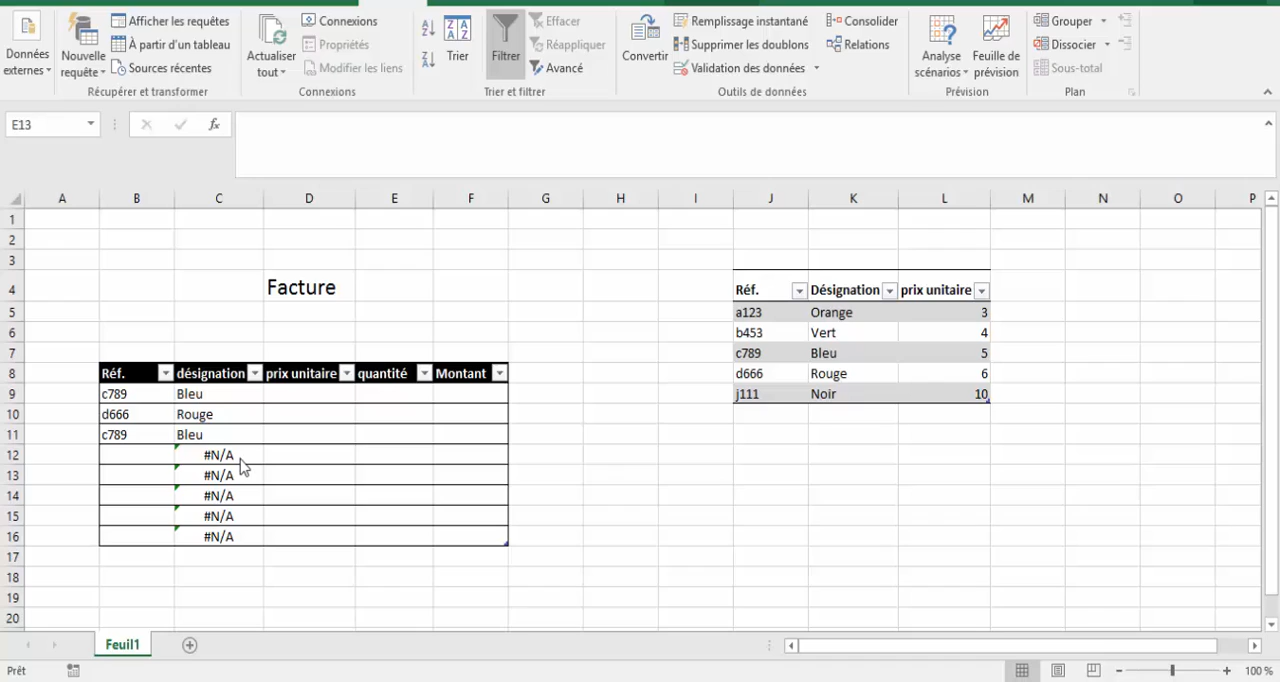 Données externes
Nouvelle requête
Afficher les requêtes
À partir d'un tableau
Sources récentes
Récupérer et transformer
Actualiser tout
Connexions
Propriétés
Modifier les liens
Connexions
Trier
Filtrer
Effacer
Réappliquer
Avancé
Trier et filtrer
Convertir
Remplissage instantané
Supprimer les doublons
Validation des données
Consolider
Relations
Outils de données
Analyse scénarios
Feuille de prévision
Prévision
Grouper
Dissocier
Sous-total
Plan
E13
fx
A B C D E F G H I J K L M N O P
1
2
3
4 Facture Réf. Désignation prix unitaire
5 a123 Orange 3
6 b453 Vert 4
7 c789 Bleu 5
8 Réf. désignation prix unitaire quantité Montant d666 Rouge 6
9 c789 Bleu j111 Noir 10
10 d666 Rouge
11 c789 Bleu
12 #N/A
13 #N/A
14 #N/A
15 #N/A
16 #N/A
17
18
19
20
Feuil1
Prêt
100 %